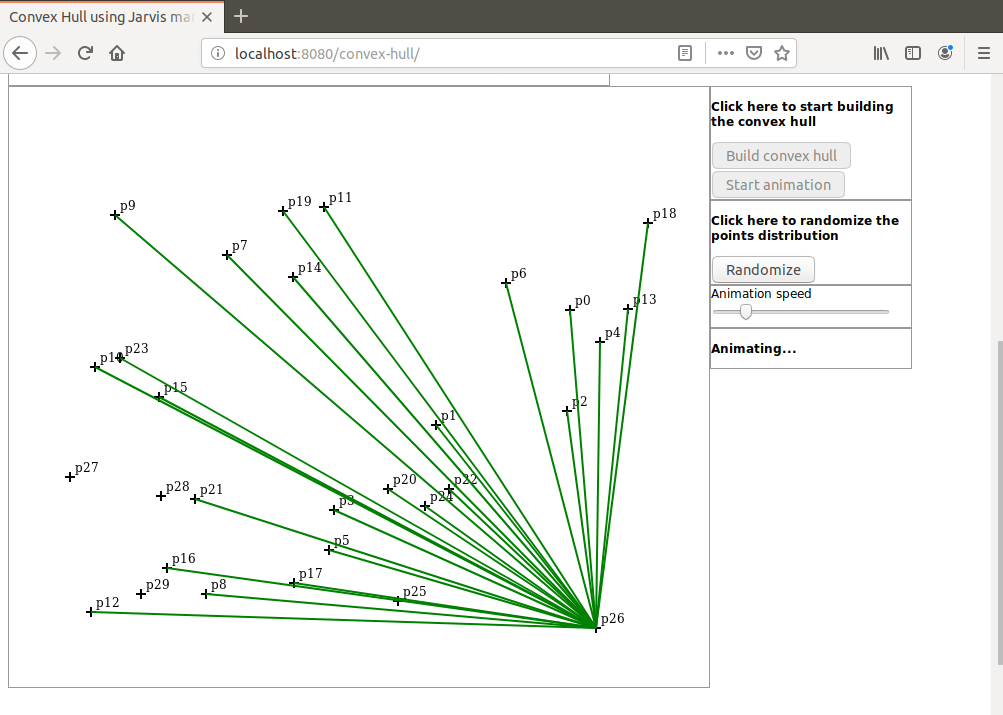 Convex Hull using Jarvis mar
localhost:8080/convex-hull/
Click here to start building
the convex hull
Build convex hull
Start animation
Click here to randomize the
points distribution
Randomize
Animation speed
Animating...
p9
p19
p11
p18
p7
p14
p6
p0
p13
p4
p23
p15
p2
p1
p27
p28
p21
p20
p22
p24
p3
p5
p16
p17
p29
p8
p25
p12
p26